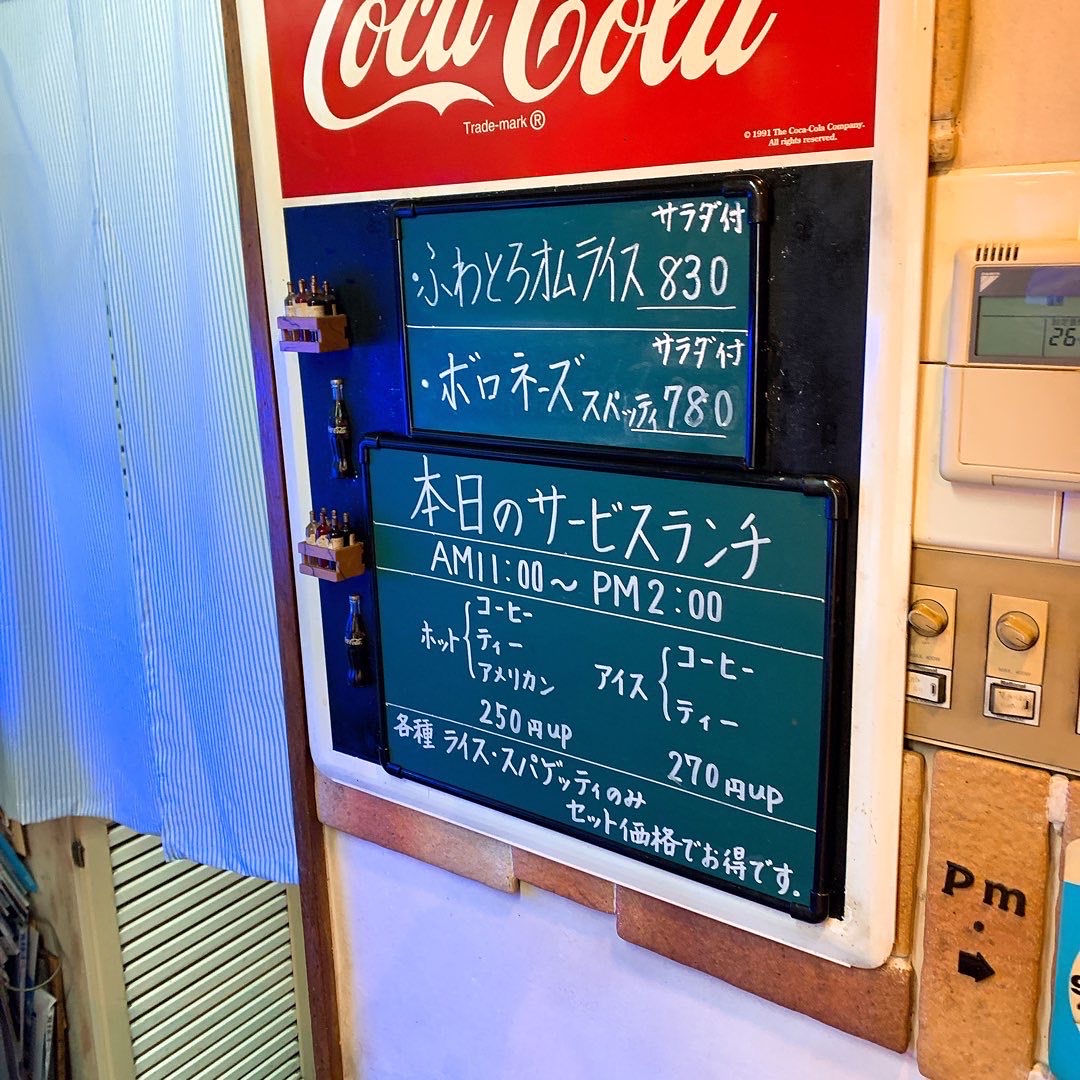 Coca-Cola
Trade-mark ®
© 1991 The Coca-Cola Company.
All rights reserved.
サラダ付
・ふわとろオムライス 830
サラダ付
・ボロネーズスパッティ 780
本日のサービスランチ
AM11:00〜PM2:00
ホット コーヒー
ティー
アメリカン
250円up
アイス コーヒー
ティー
270円up
各種 ライス・スパゲッティのみ
セット価格でお得です.
26
National
pm